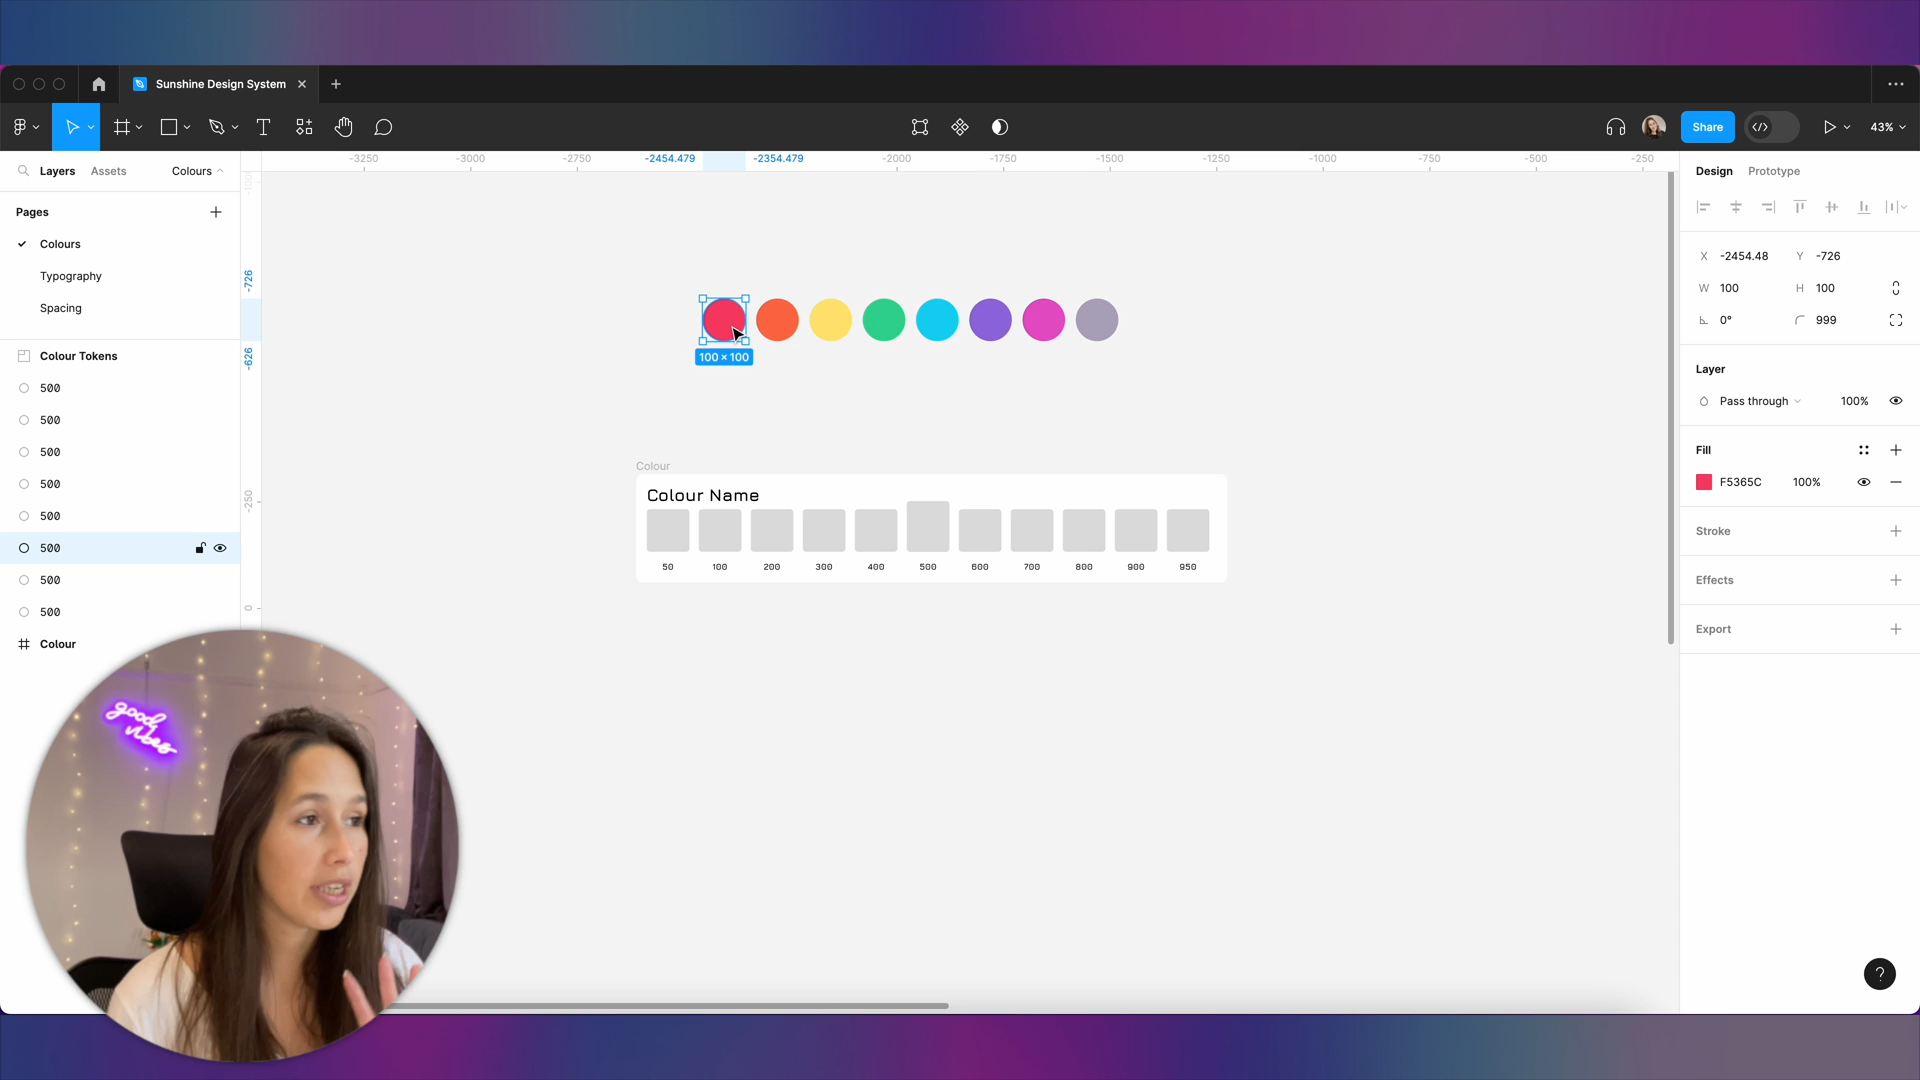 Sunshine Design System
Share
43%
Layers
Assets
Colours
-3250
-3000
-2750
-2454.479
-2354.479
-2000
-1750
-1500
-1250
-1000
-750
-500
-250
Design
Prototype
Pages
Colours
Typography
Spacing
Colour Tokens
500
500
500
500
500
500
500
500
Colour
-726
-626
-250
0
100 × 100
Colour
Colour Name
50
100
200
300
400
500
600
700
800
900
950
X -2454.48 Y -726
W 100 H 100
0° 999
Layer
Pass through 100%
Fill
F5365C 100%
Stroke
Effects
Export
?
good
vibes